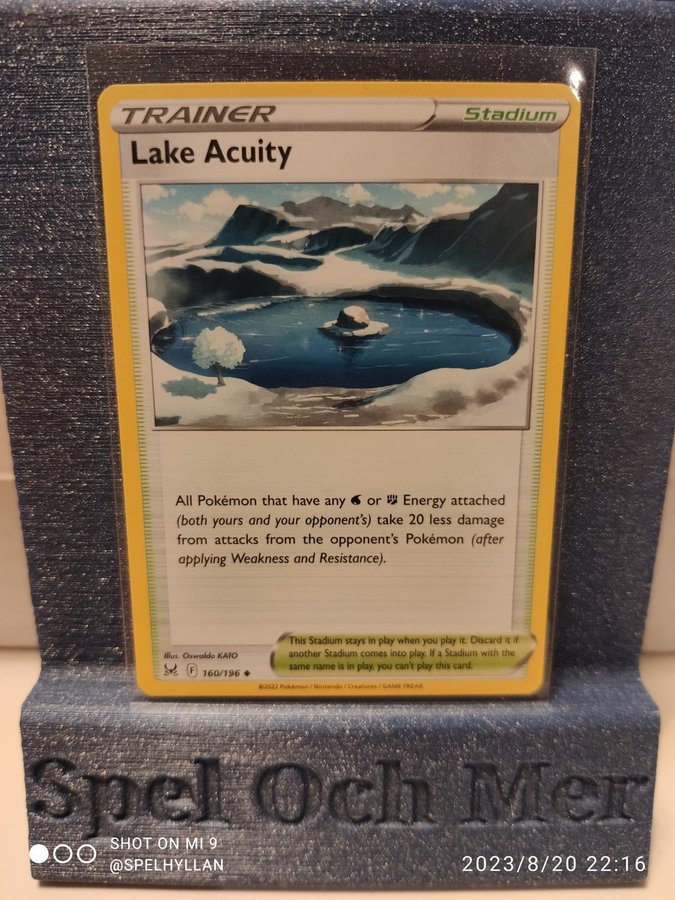 TRAINER Stadium
Lake Acuity
All Pokémon that have any or Energy attached
(both yours and your opponent's) take 20 less damage
from attacks from the opponent's Pokémon (after
applying Weakness and Resistance).
Illus. Oswaldo KATO
F 160/196
This Stadium stays in play when you play it. Discard it if
another Stadium comes into play. If a Stadium with the
same name is in play, you can't play this card.
©2022 Pokémon / Nintendo / Creatures / GAME FREAK
Spel Och Mer
SHOT ON MI 9
@SPELHYLLAN
2023/8/20 22:16